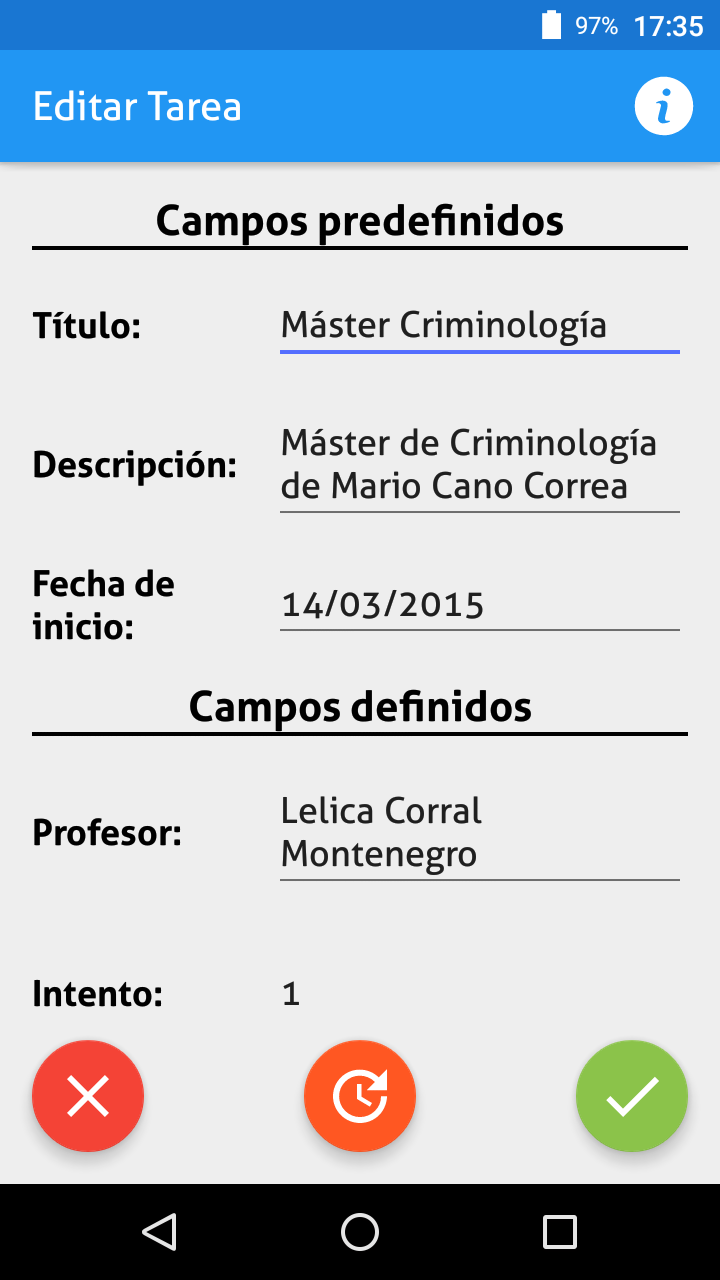 97% 17:35
Editar Tarea
i
Campos predefinidos
Título:
Máster Criminología
Descripción:
Máster de Criminología
de Mario Cano Correa
Fecha de
inicio:
14/03/2015
Campos definidos
Profesor:
Lelica Corral
Montenegro
Intento:
1